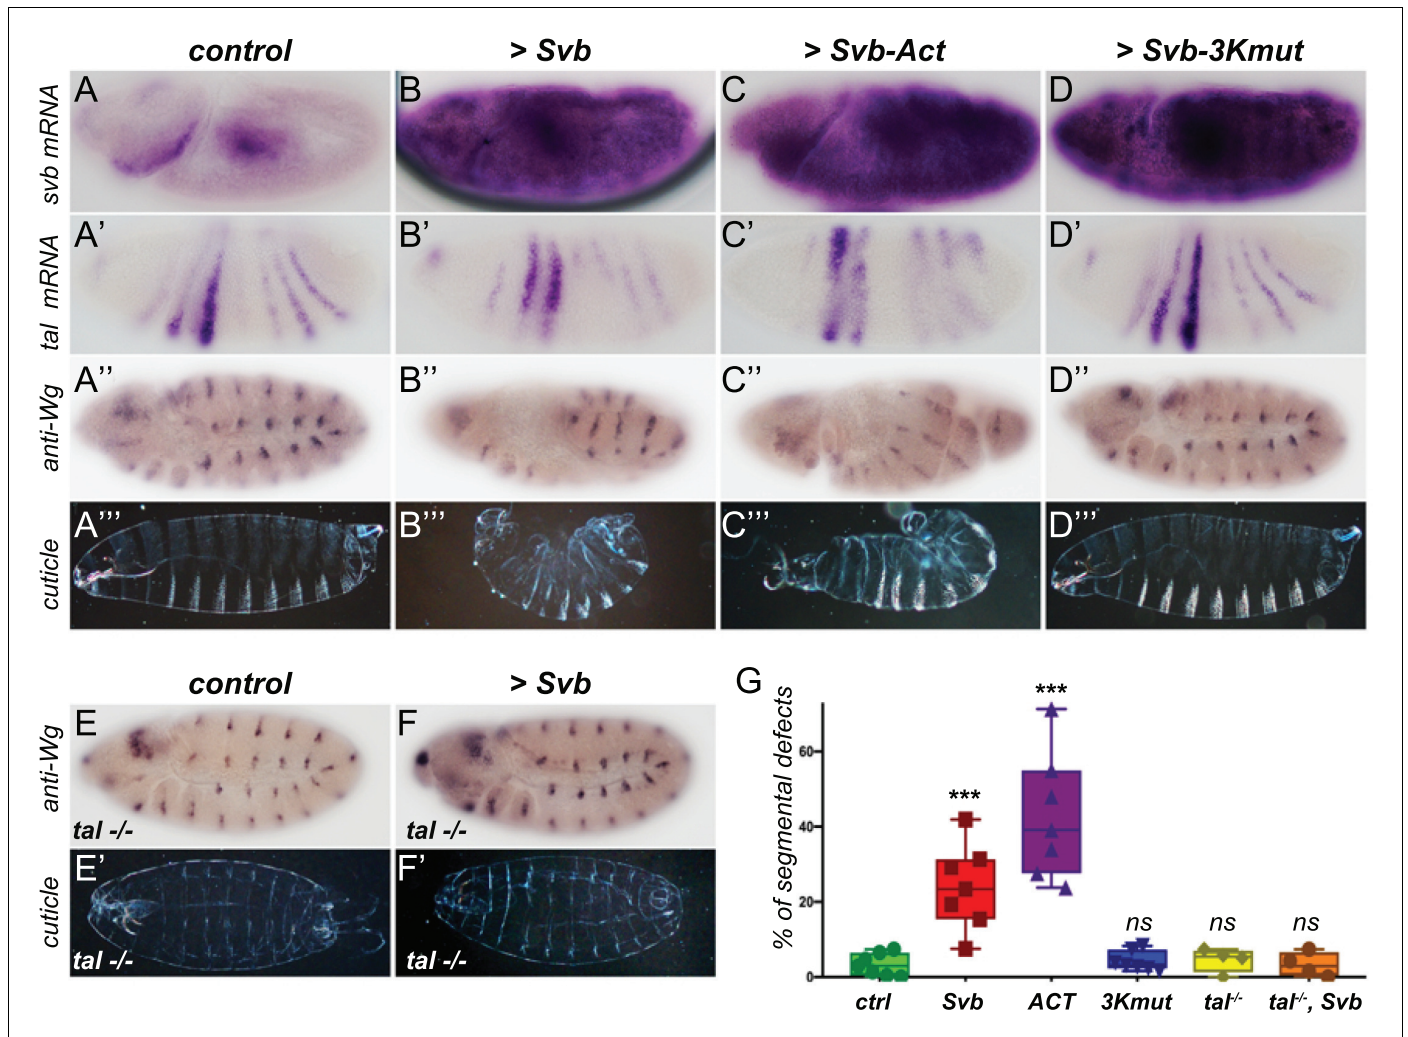 control > Svb > Svb-Act > Svb-3Kmut
svb mRNA
A B C D
tal mRNA
A' B' C' D'
anti-Wg
A'' B'' C'' D''
cuticle
A''' B''' C''' D'''
control > Svb
anti-Wg
E F
tal -/- tal -/-
cuticle
E' F'
tal -/- tal -/-
G
% of segmental defects
60
40
20
0
*** *** ns ns ns
ctrl Svb ACT 3Kmut tal-/- tal-/-, Svb